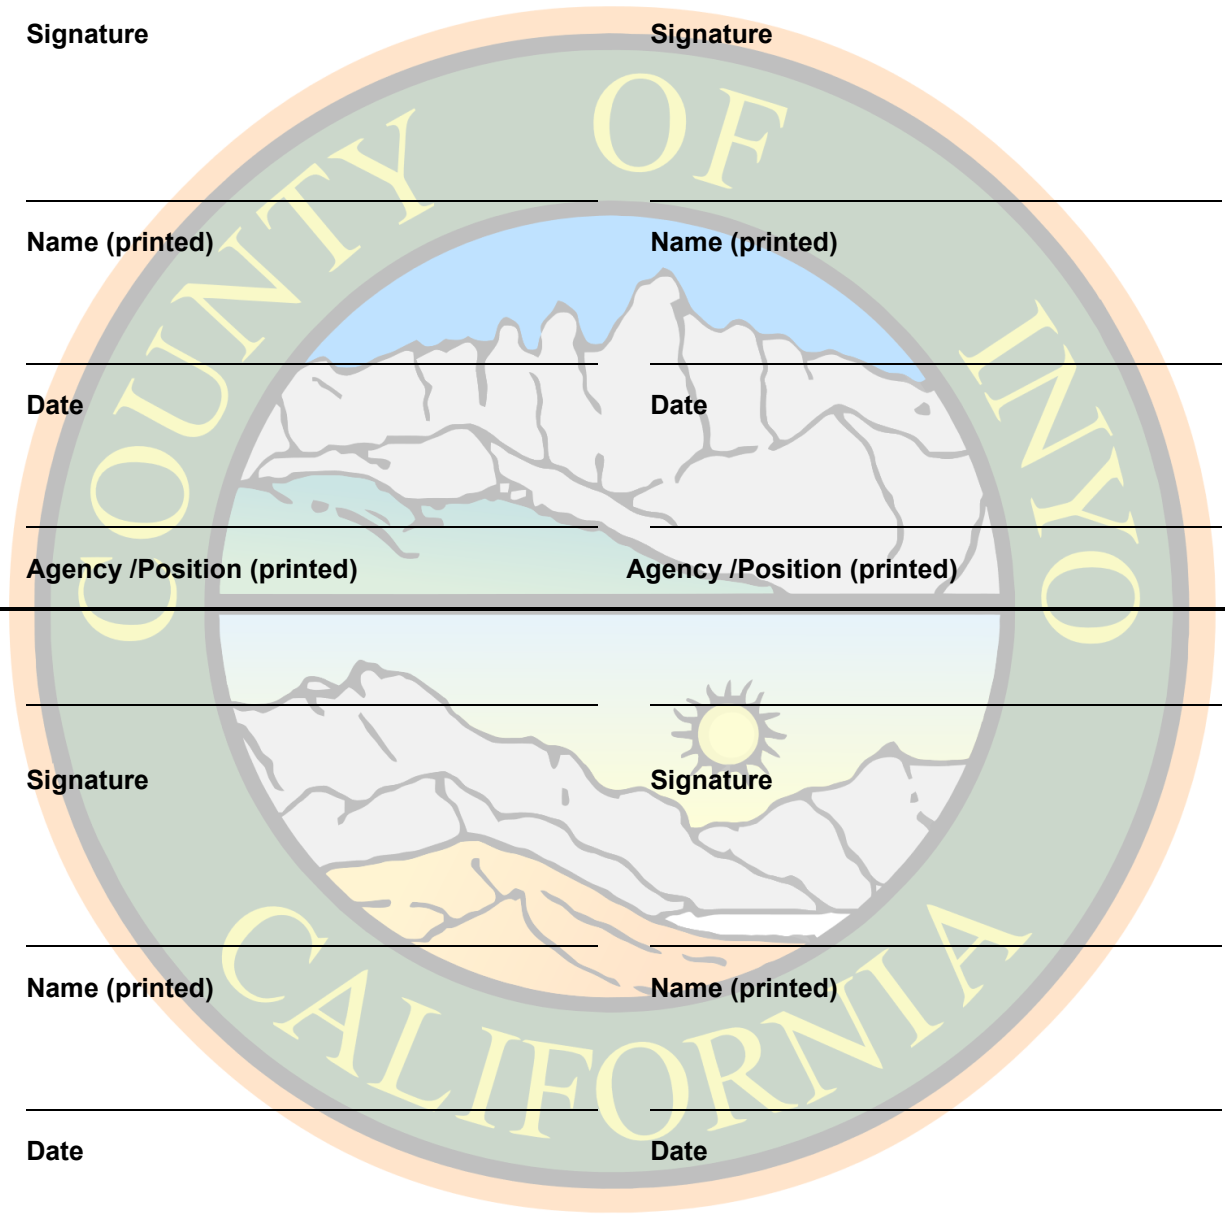 Signature Signature
Name (printed) Name (printed)
Date Date
Agency /Position (printed) Agency /Position (printed)
Signature Signature
Name (printed) Name (printed)
Date Date
COUNTY OF INYO
CALIFORNIA